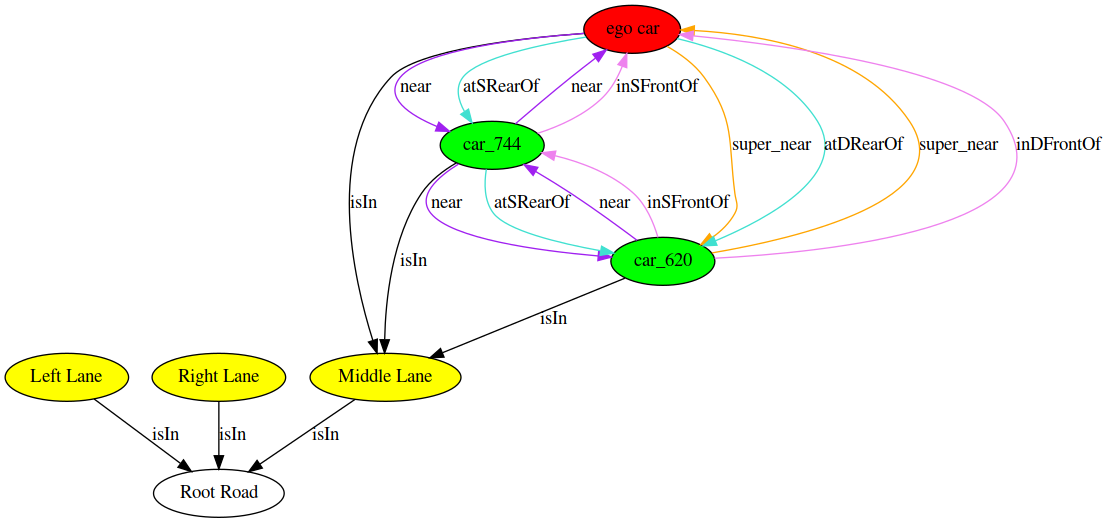 ego car
near
atSRearOf
near
inSFrontOf
car_744
super_near
atDRearOf
super_near
inDFrontOf
isIn
near
atSRearOf
near
inSFrontOf
isIn
car_620
isIn
Left Lane
Right Lane
Middle Lane
isIn
isIn
isIn
Root Road